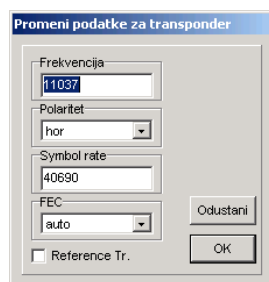 Promeni podatke za transponder
Frekvencija
11037
Polaritet
hor
Symbol rate
40690
FEC
auto
Odustani
Reference Tr.
OK